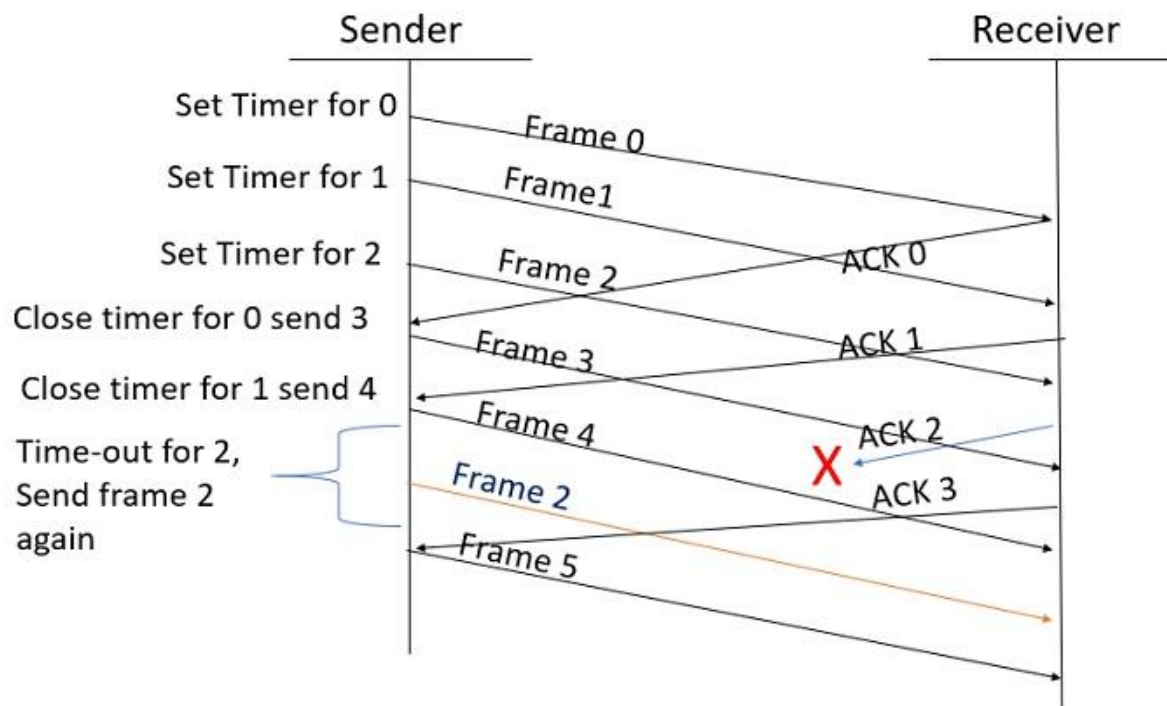 Sender
Receiver
Set Timer for 0
Frame 0
Set Timer for 1
Frame1
Set Timer for 2
Frame 2
ACK 0
Close timer for 0 send 3
Frame 3
ACK 1
Close timer for 1 send 4
Frame 4
ACK 2
X
Time-out for 2,
Send frame 2
again
Frame 2
ACK 3
Frame 5